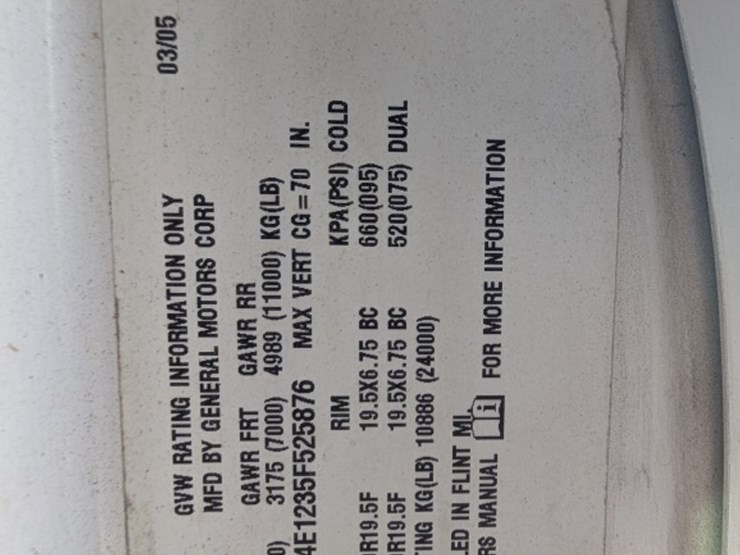 GVW RATING INFORMATION ONLY 03/05
MFD BY GENERAL MOTORS CORP
GAWR FRT GAWR RR
0) 3175 (7000) 4989 (11000) KG(LB)
4E1235F525876 MAX VERT CG = 70 IN.
RIM KPA(PSI) COLD
R19.5F 19.5X6.75 BC 660(095)
R19.5F 19.5X6.75 BC 520(075) DUAL
ING KG(LB) 10886 (24000)
ED IN FLINT MI.
RS MANUAL i FOR MORE INFORMATION